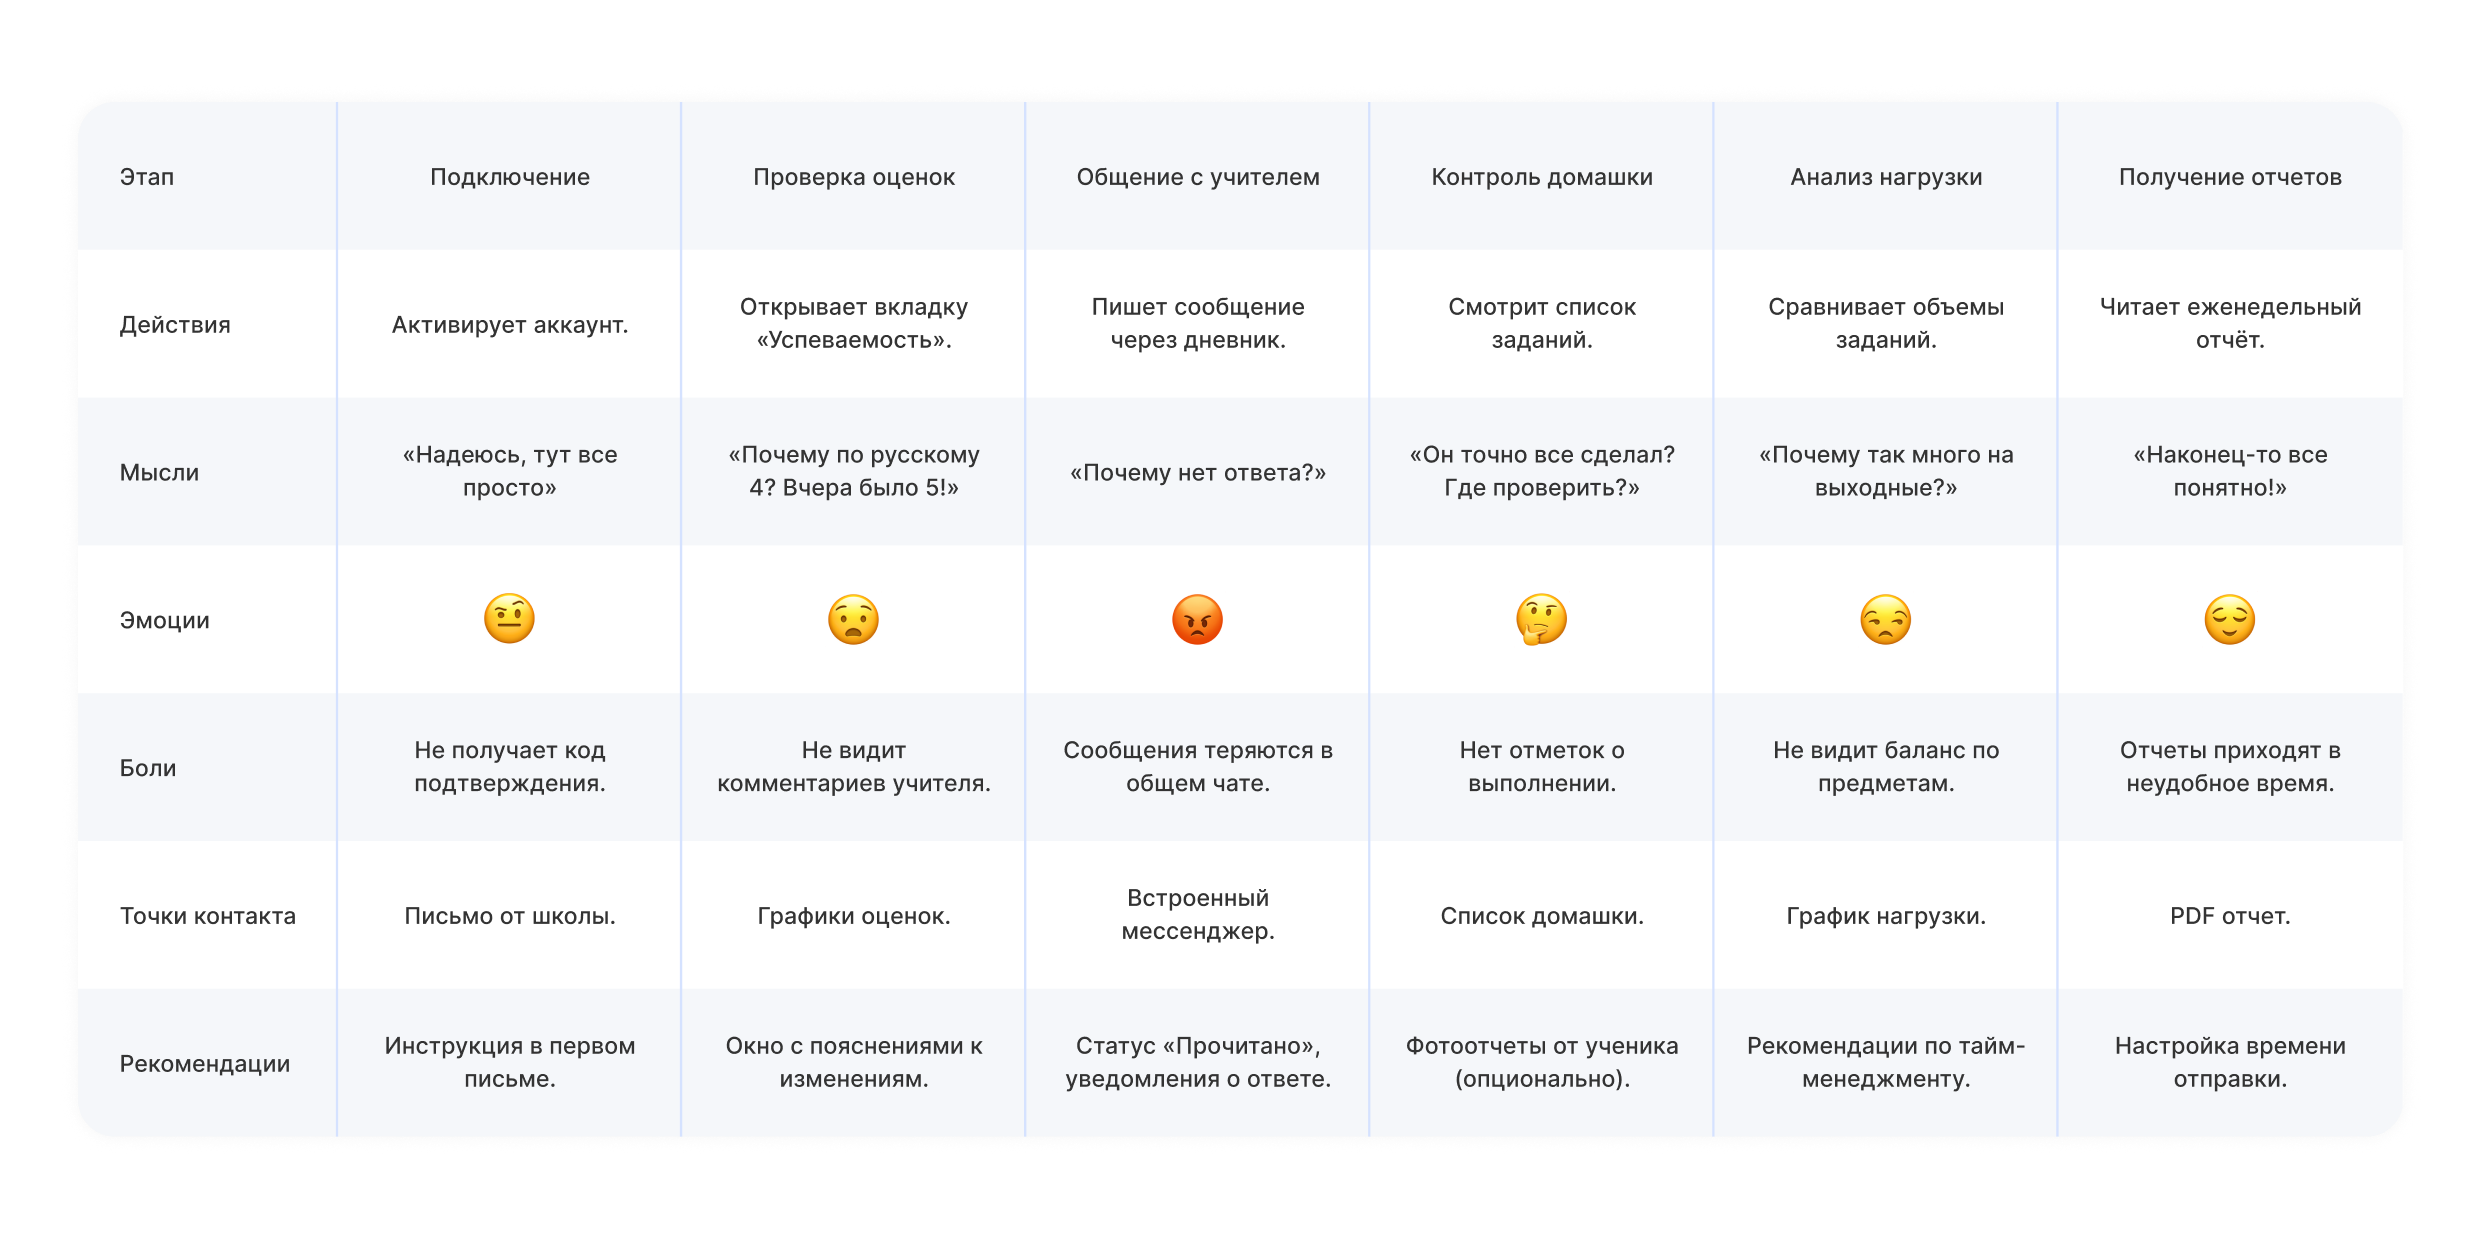 Этап
Подключение
Проверка оценок
Общение с учителем
Контроль домашки
Анализ нагрузки
Получение отчетов
Действия
Активирует аккаунт.
Открывает вкладку
«Успеваемость».
Пишет сообщение
через дневник.
Смотрит список
заданий.
Сравнивает объемы
заданий.
Читает еженедельный
отчёт.
Мысли
«Надеюсь, тут все
просто»
«Почему по русскому
4? Вчера было 5!»
«Почему нет ответа?»
«Он точно все сделал?
Где проверить?»
«Почему так много на
выходные?»
«Наконец-то все
понятно!»
Эмоции
Боли
Не получает код
подтверждения.
Не видит
комментариев учителя.
Сообщения теряются в
общем чате.
Нет отметок о
выполнении.
Не видит баланс по
предметам.
Отчеты приходят в
неудобное время.
Точки контакта
Письмо от школы.
Графики оценок.
Встроенный
мессенджер.
Список домашки.
График нагрузки.
PDF отчет.
Рекомендации
Инструкция в первом
письме.
Окно с пояснениями к
изменениям.
Статус «Прочитано»,
уведомления о ответе.
Фотоотчеты от ученика
(опционально).
Рекомендации по тайм-
менеджменту.
Настройка времени
отправки.